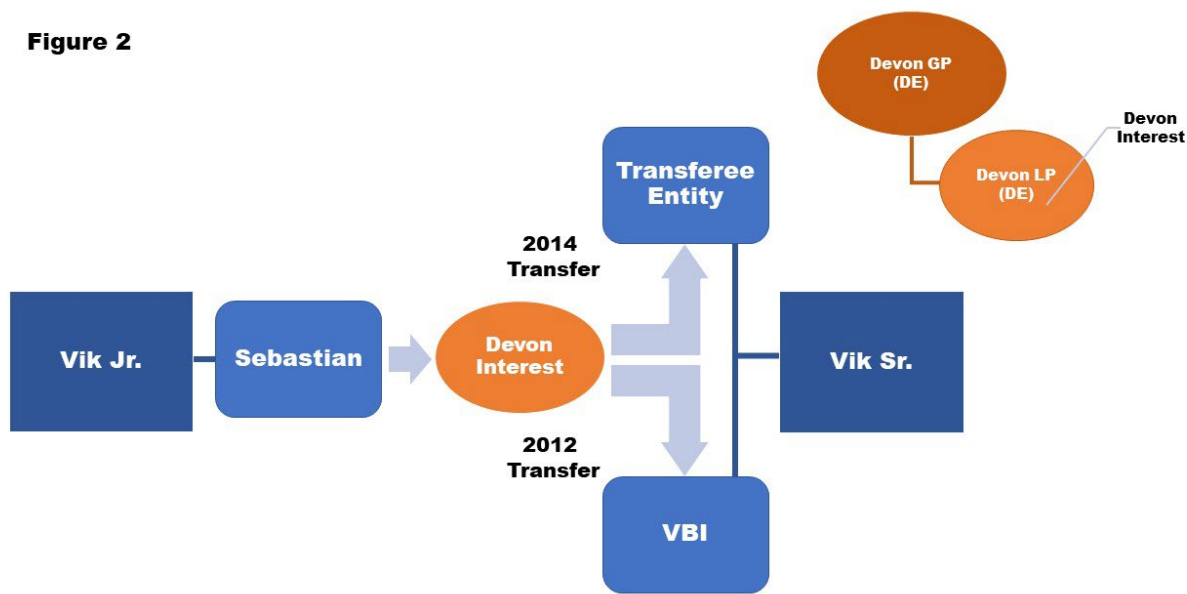 Figure 2
Devon GP
(DE)
Devon
Interest
Devon LP
(DE)
Transferee
Entity
2014
Transfer
Vik Jr.
Sebastian
Devon
Interest
Vik Sr.
2012
Transfer
VBI